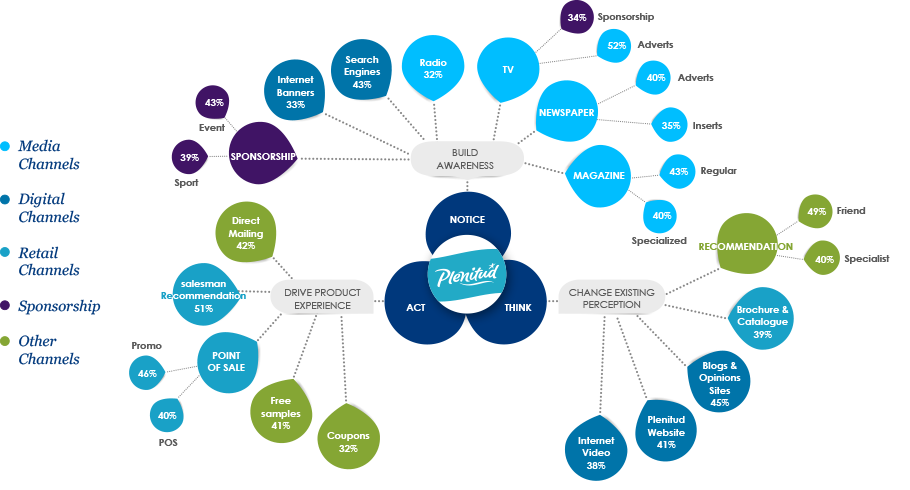 Media
Channels
Digital
Channels
Retail
Channels
Sponsorship
Other
Channels
43%
Event
39%
Sport
SPONSORSHIP
Internet
Banners
33%
Search
Engines
43%
Radio
32%
TV
34%
Sponsorship
52%
Adverts
NEWSPAPER
40%
Adverts
35%
Inserts
MAGAZINE
43%
Regular
40%
Specialized
BUILD
AWARENESS
NOTICE
Plenitud
ACT
THINK
DRIVE PRODUCT
EXPERIENCE
Direct
Mailing
42%
salesman
Recommendation
51%
POINT
OF SALE
Promo
46%
40%
POS
Free
samples
41%
Coupons
32%
CHANGE EXISTING
PERCEPTION
RECOMMENDATION
49%
Friend
40%
Specialist
Brochure &
Catalogue
39%
Blogs &
Opinions
Sites
45%
Plenitud
Website
41%
Internet
Video
38%